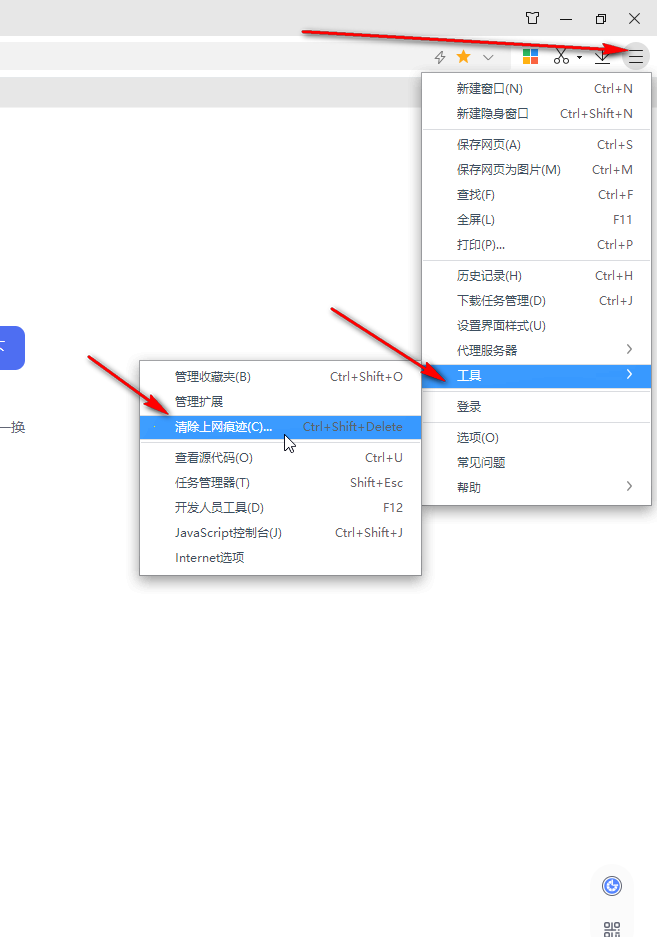 新建窗口(N) Ctrl+N
新建隐身窗口 Ctrl+Shift+N
保存网页(A) Ctrl+S
保存网页为图片(M) Ctrl+M
查找(F) Ctrl+F
全屏(L) F11
打印(P)... Ctrl+P
历史记录(H) Ctrl+H
下载任务管理(D) Ctrl+J
设置界面样式(U)
代理服务器
工具
登录
选项(O)
常见问题
帮助
管理收藏夹(B) Ctrl+Shift+O
管理扩展
清除上网痕迹(C)... Ctrl+Shift+Delete
查看源代码(O) Ctrl+U
任务管理器(T) Shift+Esc
开发人员工具(D) F12
JavaScript控制台(J) Ctrl+Shift+J
Internet选项
一换